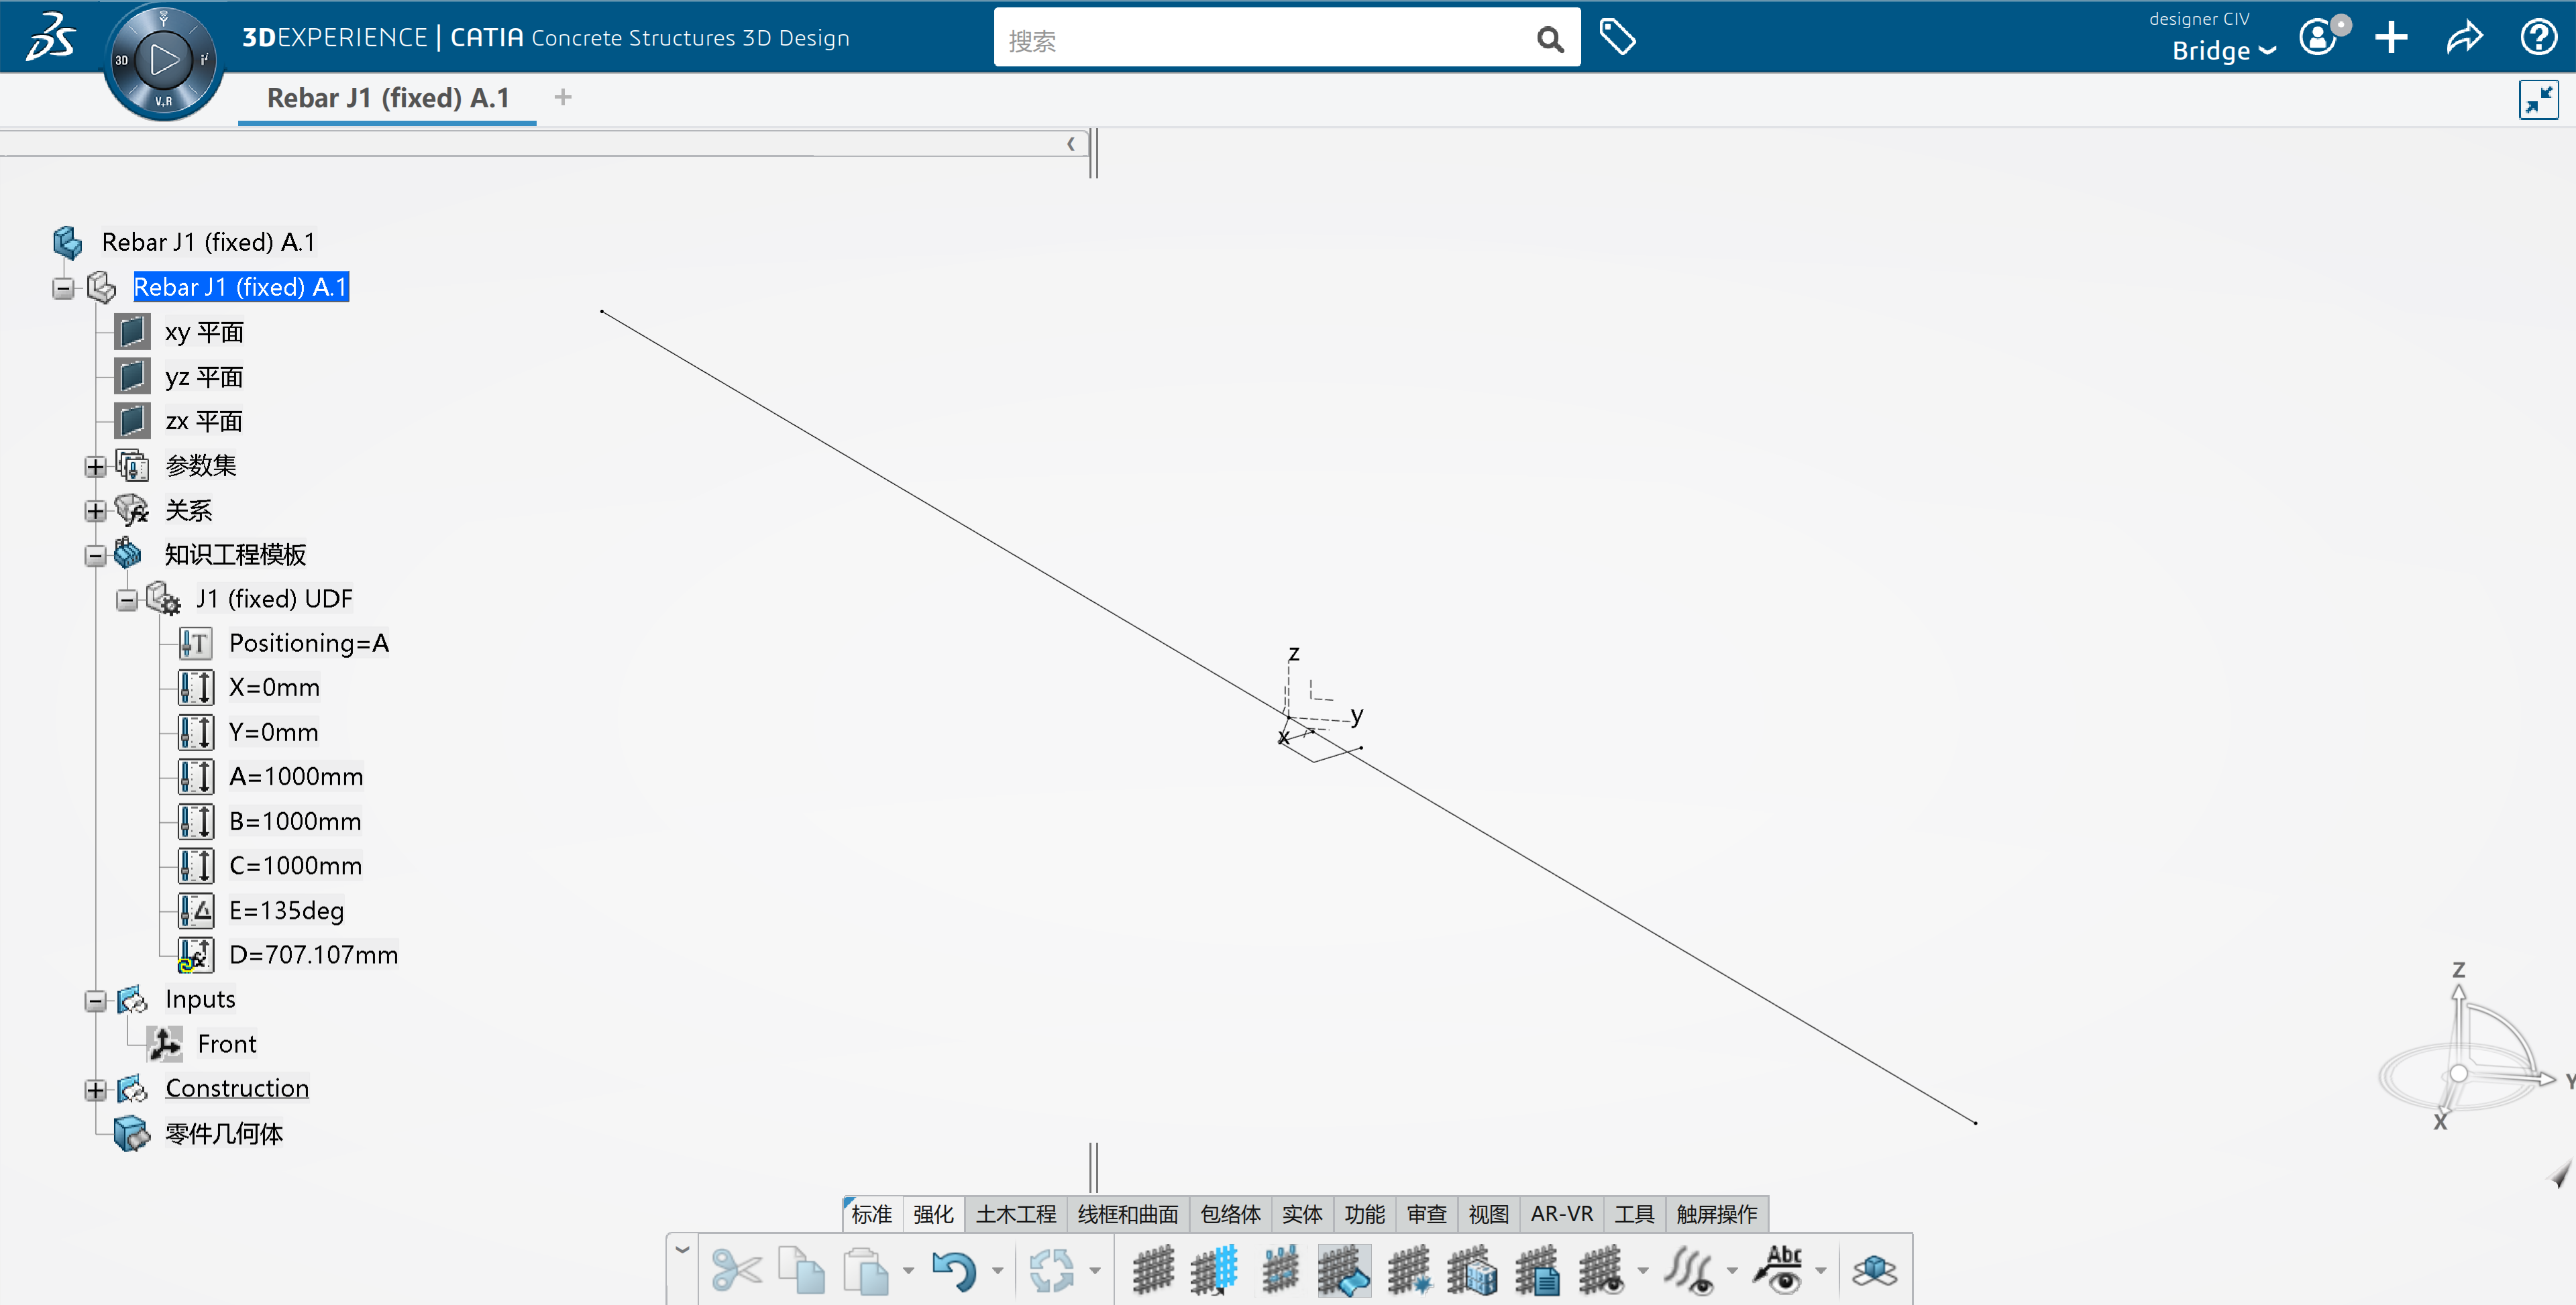 3DEXPERIENCE | CATIA Concrete Structures 3D Design
搜索
designer CIV
Bridge
3D
V+R
Rebar J1 (fixed) A.1
Rebar J1 (fixed) A.1
Rebar J1 (fixed) A.1
xy 平面
yz 平面
zx 平面
参数集
关系
知识工程模板
J1 (fixed) UDF
Positioning=A
X=0mm
Y=0mm
A=1000mm
B=1000mm
C=1000mm
E=135deg
D=707.107mm
Inputs
Front
Construction
零件几何体
z
y
x
Z
Y
X
标准 强化 土木工程 线框和曲面 包络体 实体 功能 审查 视图 AR-VR 工具 触屏操作
Abc